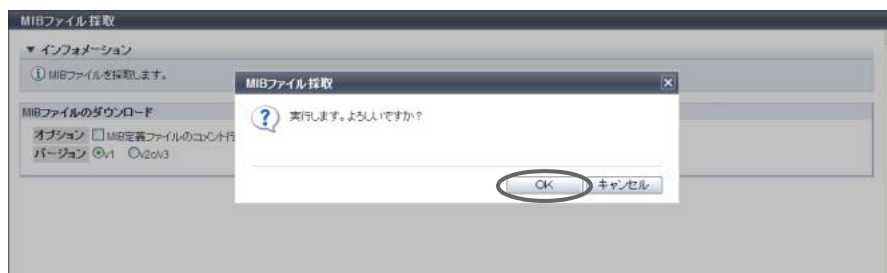 MIBファイル採取
▼ インフォメーション
MIBファイルを採取します。
MIBファイルのダウンロード
オプション MIB定義ファイルのコメント行
バージョン v1 v2c/v3
MIBファイル採取
実行します。よろしいですか？
OK キャンセル